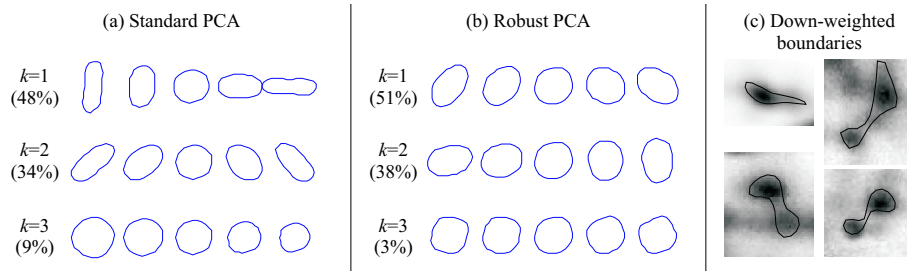 (a) Standard PCA
k=1
(48%)
k=2
(34%)
k=3
(9%)
(b) Robust PCA
k=1
(51%)
k=2
(38%)
k=3
(3%)
(c) Down-weighted
boundaries